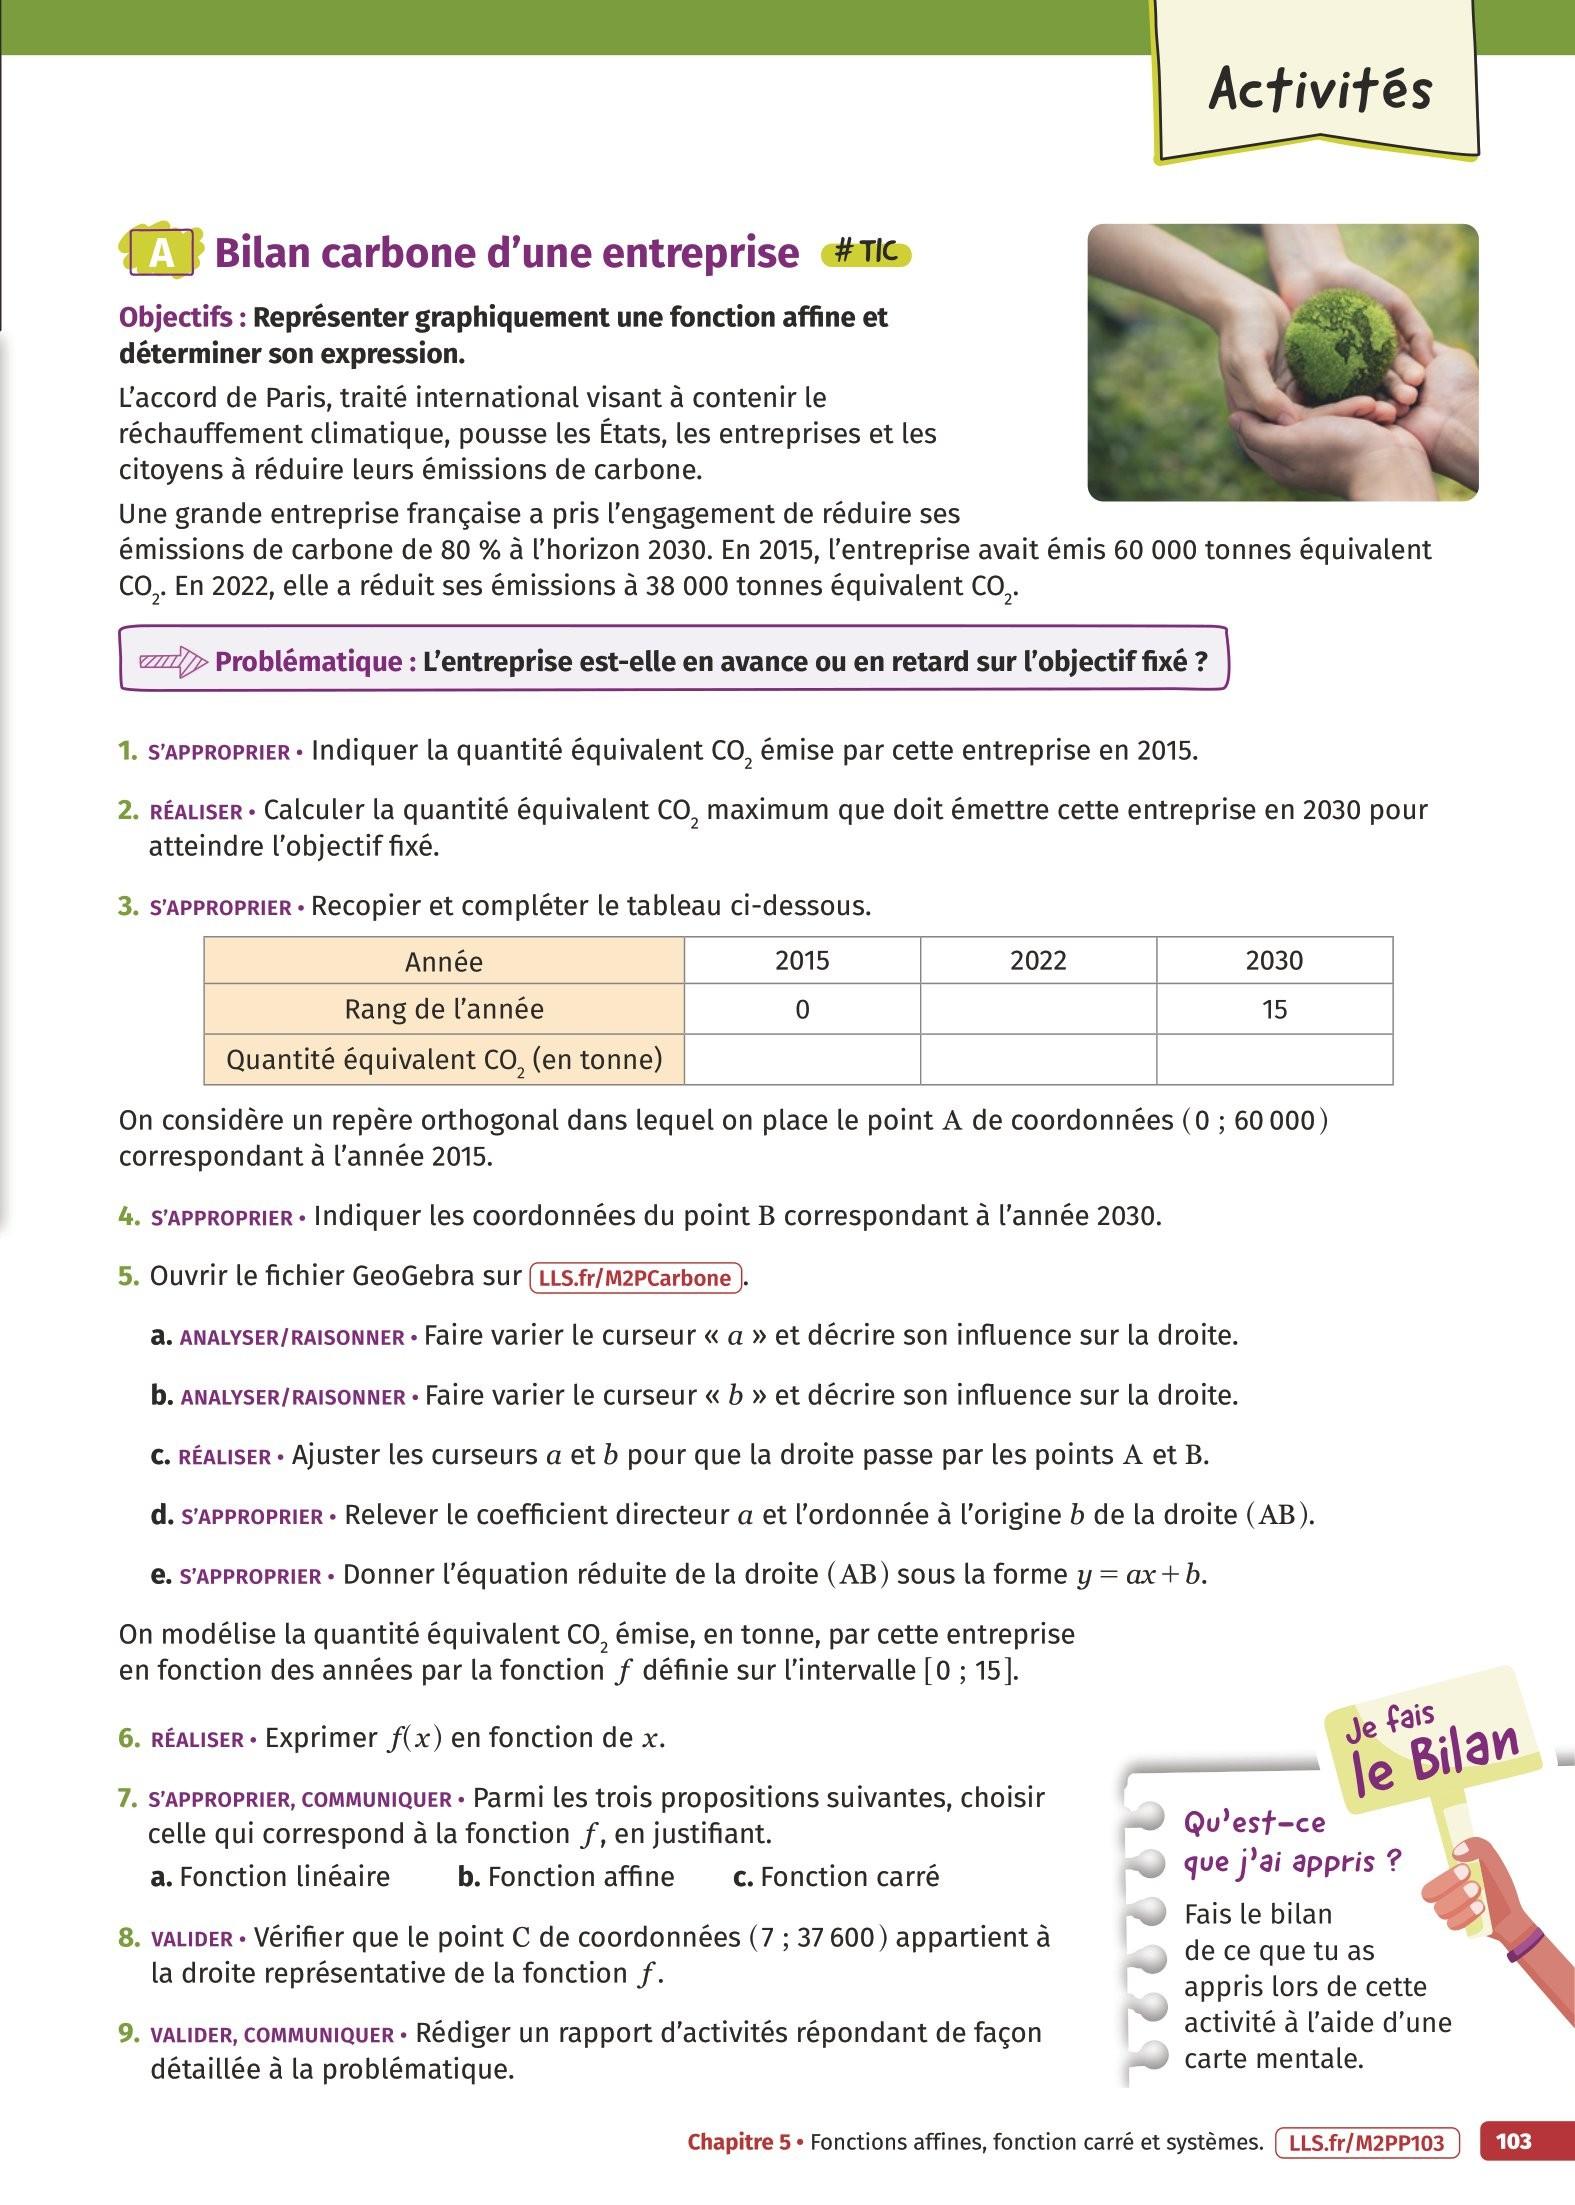 Activités
A Bilan carbone d'une entreprise # TIC
Objectifs : Représenter graphiquement une fonction affine et
déterminer son expression.
L'accord de Paris, traité international visant à contenir le
réchauffement climatique, pousse les États, les entreprises et les
citoyens à réduire leurs émissions de carbone.
Une grande entreprise française a pris l'engagement de réduire ses
émissions de carbone de 80 % à l'horizon 2030. En 2015, l'entreprise avait émis 60 000 tonnes équivalent
CO₂. En 2022, elle a réduit ses émissions à 38 000 tonnes équivalent CO₂.
Problématique : L'entreprise est-elle en avance ou en retard sur l'objectif fixé ?
1. S'APPROPRIER • Indiquer la quantité équivalent CO₂ émise par cette entreprise en 2015.
2. RÉALISER • Calculer la quantité équivalent CO₂ maximum que doit émettre cette entreprise en 2030 pour
atteindre l'objectif fixé.
3. S'APPROPRIER • Recopier et compléter le tableau ci-dessous.
Année 2015 2022 2030
Rang de l'année 0 15
Quantité équivalent CO₂ (en tonne)
On considère un repère orthogonal dans lequel on place le point A de coordonnées (0 ; 60 000)
correspondant à l'année 2015.
4. S'APPROPRIER • Indiquer les coordonnées du point B correspondant à l'année 2030.
5. Ouvrir le fichier GeoGebra sur LLS.fr/M2PCarbone.
a. ANALYSER/RAISONNER • Faire varier le curseur « a » et décrire son influence sur la droite.
b. ANALYSER/RAISONNER • Faire varier le curseur « b » et décrire son influence sur la droite.
c. RÉALISER • Ajuster les curseurs a et b pour que la droite passe par les points A et B.
d. S'APPROPRIER • Relever le coefficient directeur a et l'ordonnée à l'origine b de la droite (AB).
e. S'APPROPRIER • Donner l'équation réduite de la droite (AB) sous la forme y = ax + b.
On modélise la quantité équivalent CO₂ émise, en tonne, par cette entreprise
en fonction des années par la fonction f définie sur l'intervalle [0 ; 15].
6. RÉALISER • Exprimer f(x) en fonction de x.
7. S'APPROPRIER, COMMUNIQUER • Parmi les trois propositions suivantes, choisir
celle qui correspond à la fonction f, en justifiant.
a. Fonction linéaire b. Fonction affine c. Fonction carré
8. VALIDER • Vérifier que le point C de coordonnées (7 ; 37 600) appartient à
la droite représentative de la fonction f.
9. VALIDER, COMMUNIQUER • Rédiger un rapport d'activités répondant de façon
détaillée à la problématique.
Je fais
le Bilan
Qu'est-ce
que j'ai appris ?
Fais le bilan
de ce que tu as
appris lors de cette
activité à l'aide d'une
carte mentale.
Chapitre 5 • Fonctions affines, fonction carré et systèmes. LLS.fr/M2PP103 103